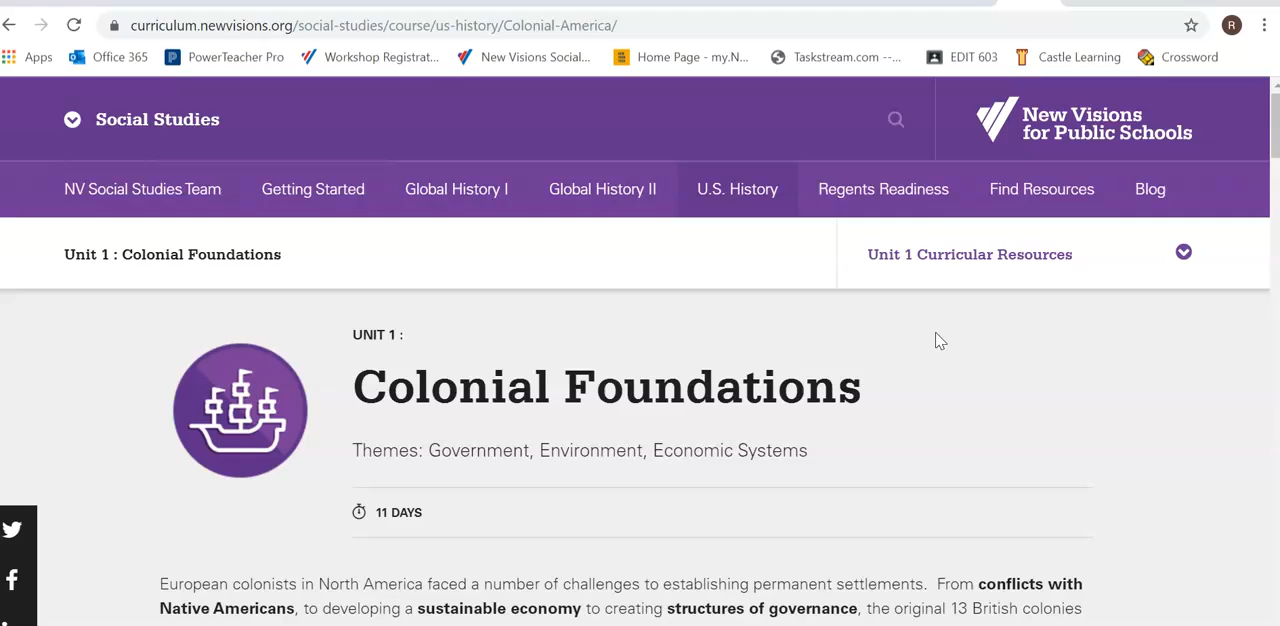 curriculum.newvisions.org/social-studies/course/us-history/Colonial-America/
R
Apps Office 365 PowerTeacher Pro Workshop Registrat... New Visions Social... Home Page - my.N... Taskstream.com --... EDIT 603 Castle Learning Crossword
Social Studies
New Visions
for Public Schools
NV Social Studies Team Getting Started Global History I Global History II U.S. History Regents Readiness Find Resources Blog
Unit 1 : Colonial Foundations Unit 1 Curricular Resources
UNIT 1 :
Colonial Foundations
Themes: Government, Environment, Economic Systems
11 DAYS
European colonists in North America faced a number of challenges to establishing permanent settlements. From conflicts with
Native Americans, to developing a sustainable economy to creating structures of governance, the original 13 British colonies